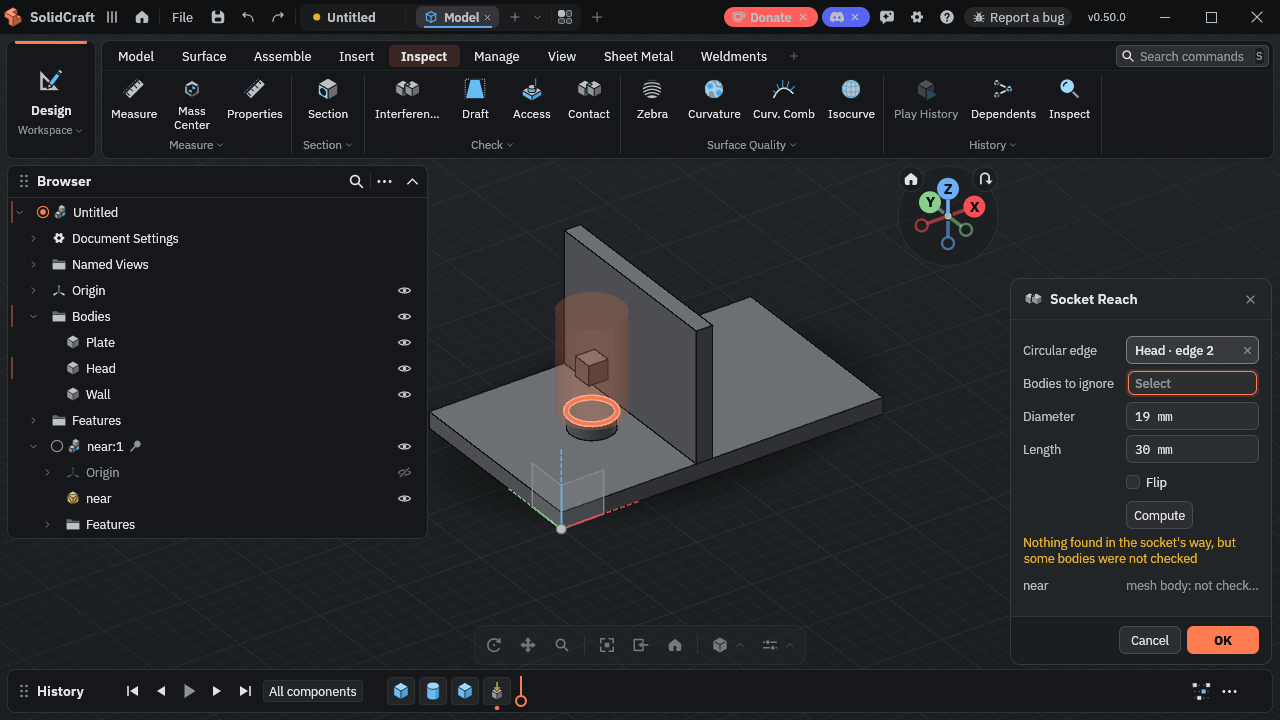 SolidCraft
File
Untitled
Model
Donate
Report a bug
v0.50.0
Design
Workspace
Model
Surface
Assemble
Insert
Inspect
Manage
View
Sheet Metal
Weldments
Search commands
S
Measure
Mass
Center
Properties
Section
Interferen...
Draft
Access
Contact
Zebra
Curvature
Curv. Comb
Isocurve
Play History
Dependents
Inspect
Measure
Section
Check
Surface Quality
History
Browser
Untitled
Document Settings
Named Views
Origin
Bodies
Plate
Head
Wall
Features
near:1
Origin
near
Features
Z
Y
X
Socket Reach
Circular edge
Head · edge 2
Bodies to ignore
Select
Diameter
19 mm
Length
30 mm
Flip
Compute
Nothing found in the socket's way, but
some bodies were not checked
near
mesh body: not check...
Cancel
OK
History
All components